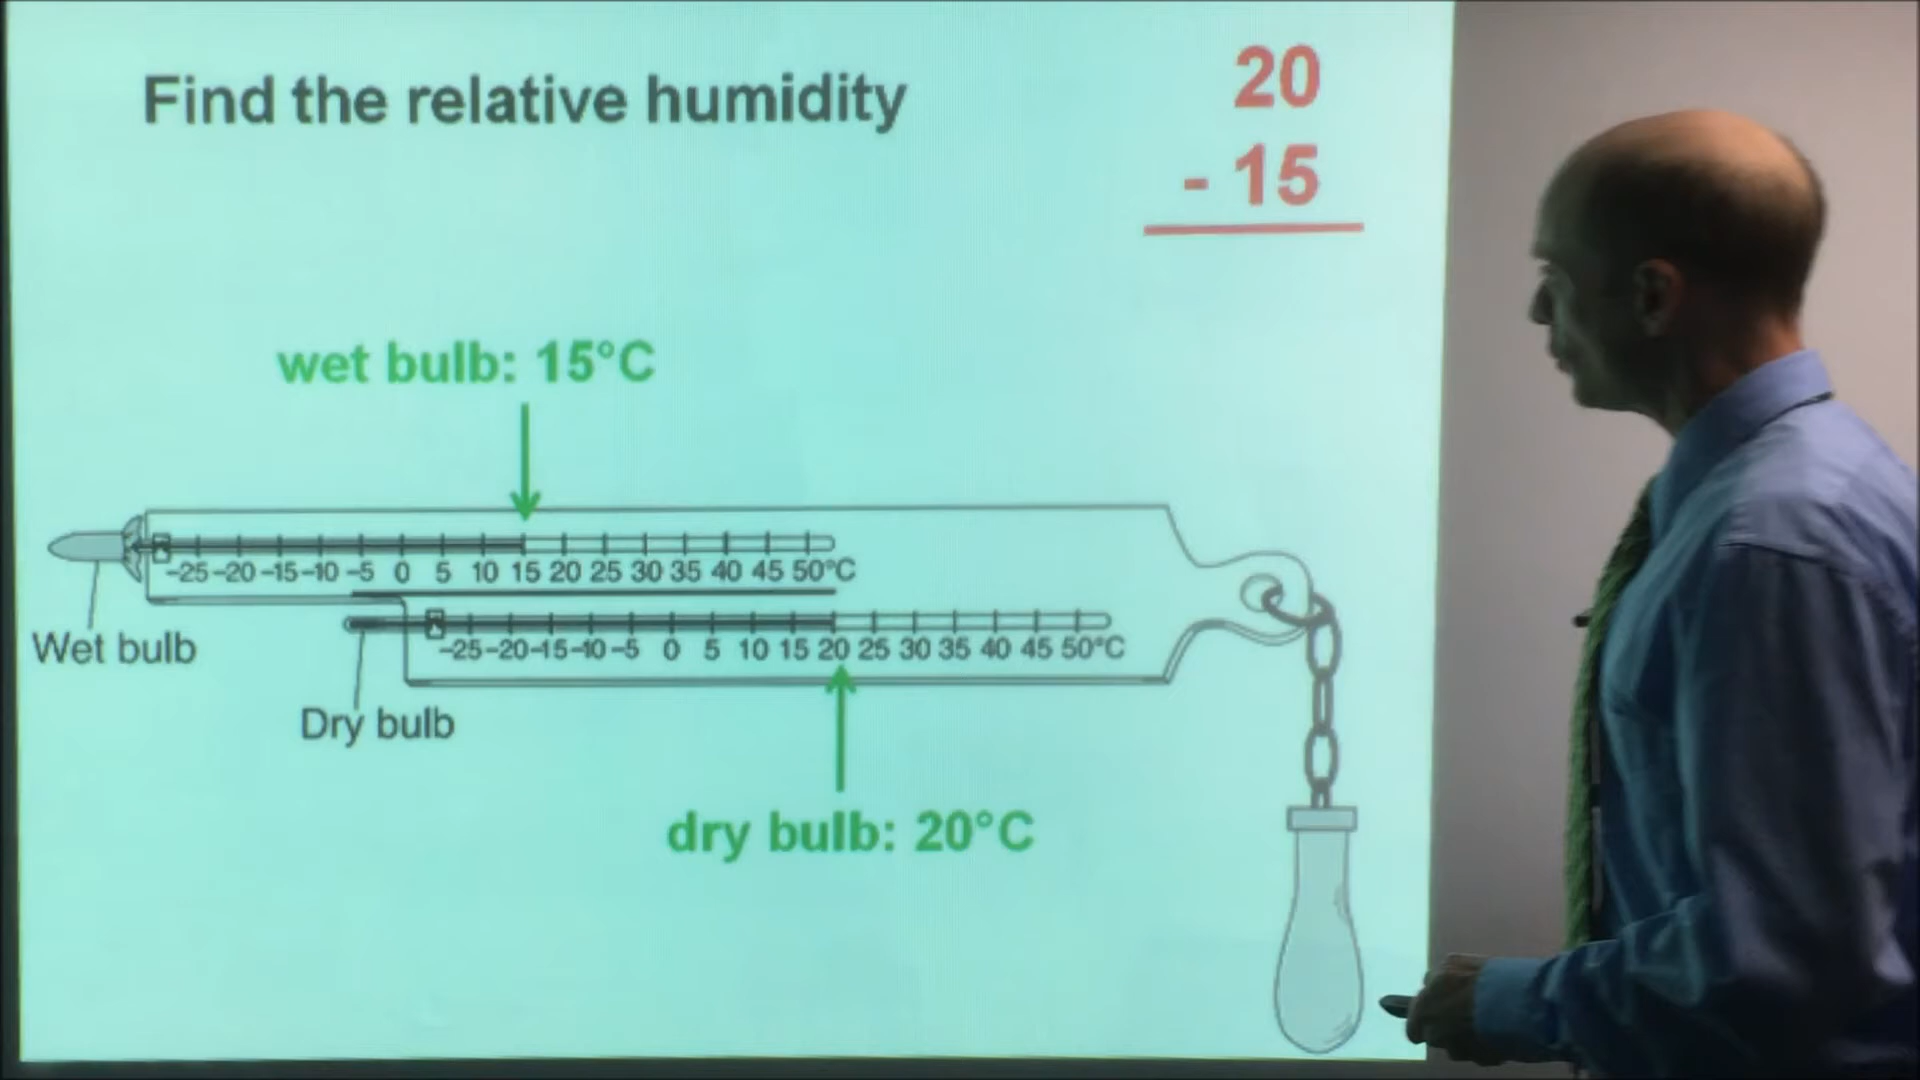 Find the relative humidity
20
- 15
wet bulb: 15°C
-25 -20 -15 -10 -5 0 5 10 15 20 25 30 35 40 45 50°C
Wet bulb
-25 -20 -15 -10 -5 0 5 10 15 20 25 30 35 40 45 50°C
Dry bulb
dry bulb: 20°C